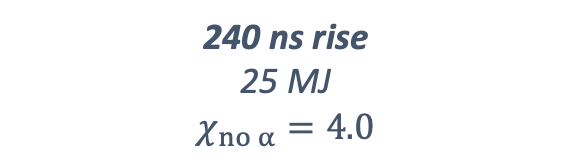 240 ns rise
25 MJ
χno α = 4.0